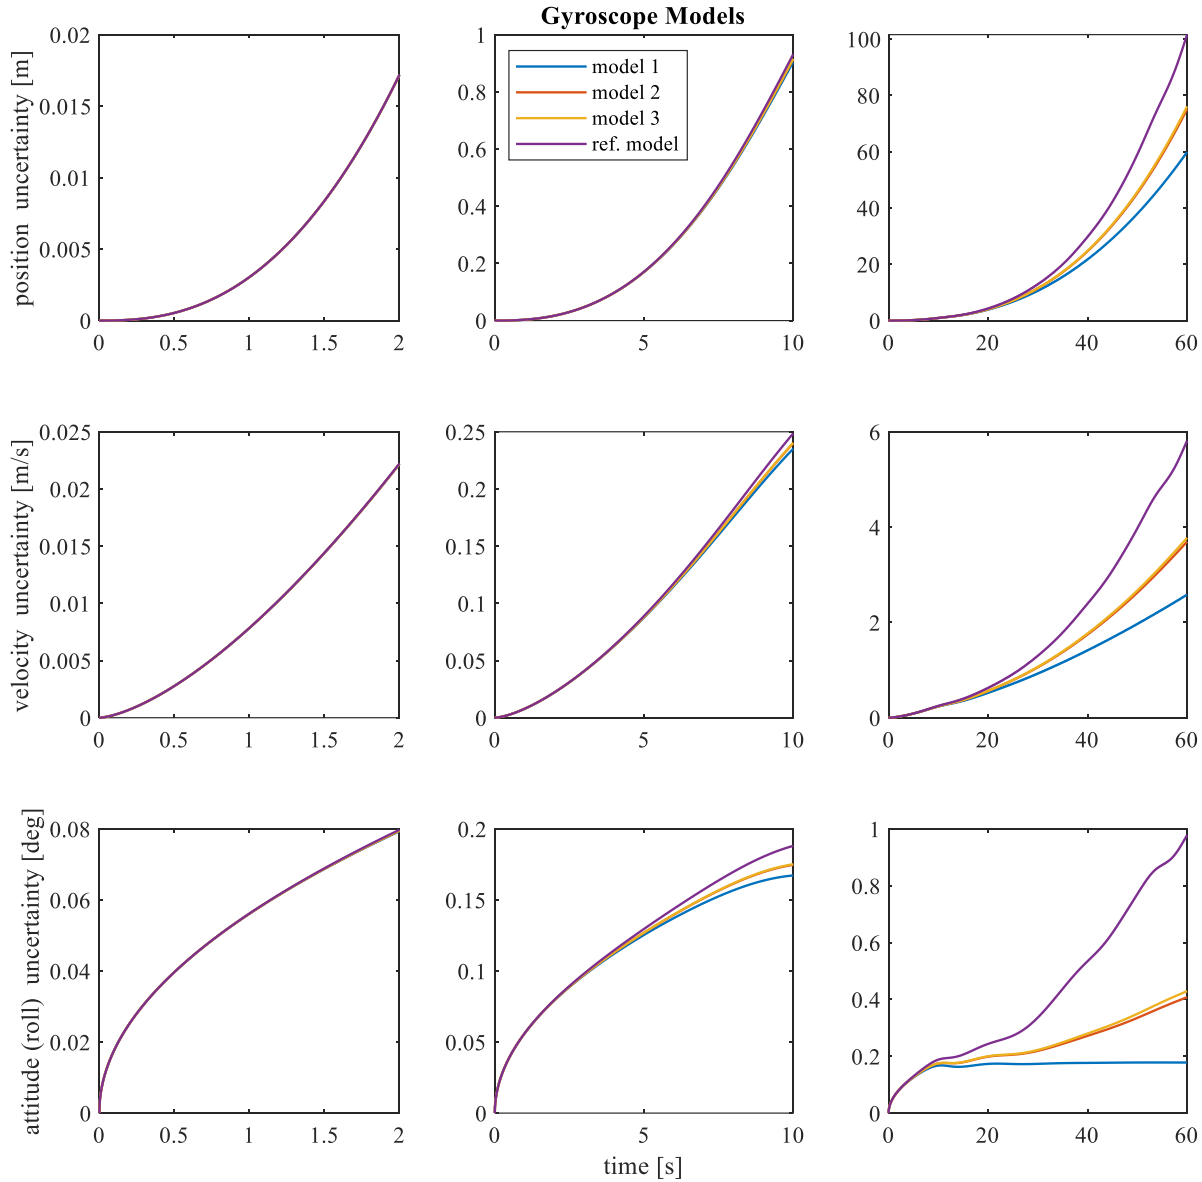 Gyroscope Models
position uncertainty [m]
0.02
0.015
0.01
0.005
0
0 0.5 1 1.5 2
1
0.8
0.6
0.4
0.2
0
0 5 10
model 1
model 2
model 3
ref. model
100
80
60
40
20
0
0 20 40 60
velocity uncertainty [m/s]
0.025
0.02
0.015
0.01
0.005
0
0 0.5 1 1.5 2
0.25
0.2
0.15
0.1
0.05
0
0 5 10
6
4
2
0
0 20 40 60
attitude (roll) uncertainty [deg]
0.08
0.06
0.04
0.02
0
0 0.5 1 1.5 2
0.2
0.15
0.1
0.05
0
0 5 10
time [s]
1
0.8
0.6
0.4
0.2
0
0 20 40 60